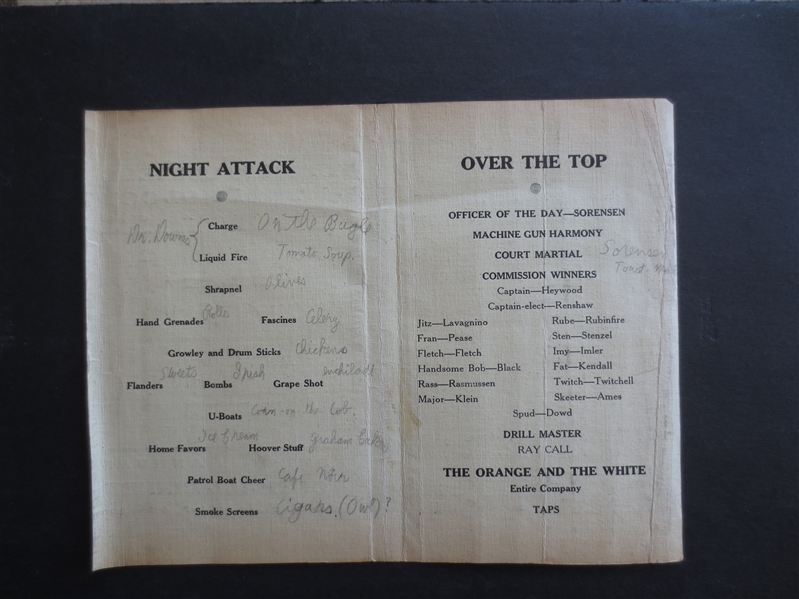 NIGHT ATTACK
Dr. Downs { Charge On the Bugle
Liquid Fire Tomato Soup.
Shrapnel Olives
Hand Grenades Rolls Fascines Celery
Growley and Drum Sticks Chickens
Sweets Irish enchilada
Flanders Bombs Grape Shot
U-Boats Corn-on-the Cob.
Ice Cream
Home Favors Hoover Stuff Graham
Patrol Boat Cheer Cafe Noir
Smoke Screens Cigars. (Owl)?
OVER THE TOP
OFFICER OF THE DAY—SORENSEN
MACHINE GUN HARMONY
COURT MARTIAL Sorensen
Toast
COMMISSION WINNERS
Captain—Heywood
Captain-elect—Renshaw
Jitz—Lavagnino Rube—Rubinfire
Fran—Pease Sten—Stenzel
Fletch—Fletch Imy—Imler
Handsome Bob—Black Fat—Kendall
Rass—Rasmussen Twitch—Twitchell
Major—Klein Skeeter—Ames
Spud—Dowd
DRILL MASTER
RAY CALL
THE ORANGE AND THE WHITE
Entire Company
TAPS